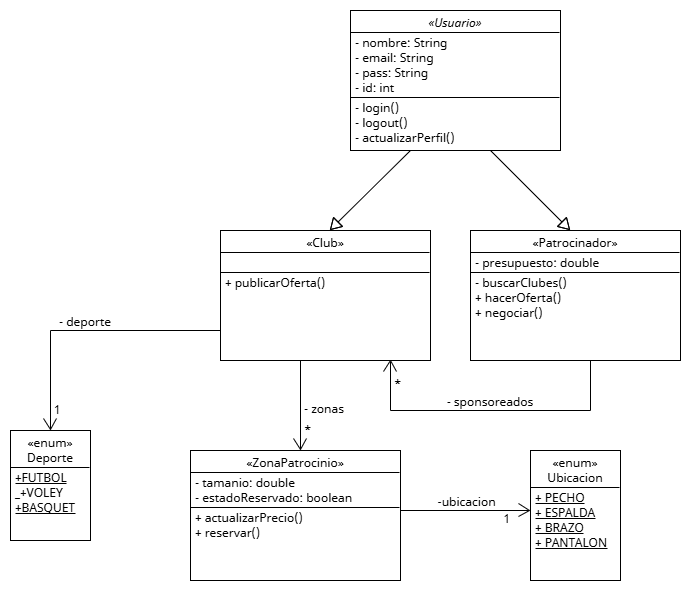 «Usuario»
- nombre: String
- email: String
- pass: String
- id: int
- login()
- logout()
- actualizarPerfil()
«Club»
+ publicarOferta()
«Patrocinador»
- presupuesto: double
- buscarClubes()
+ hacerOferta()
+ negociar()
- deporte
1
- zonas
*
*
- sponsoreados
«enum»
Deporte
+FUTBOL
_+VOLEY
+BASQUET
«ZonaPatrocinio»
- tamanio: double
- estadoReservado: boolean
+ actualizarPrecio()
+ reservar()
-ubicacion
1
«enum»
Ubicacion
+ PECHO
+ ESPALDA
+ BRAZO
+ PANTALON